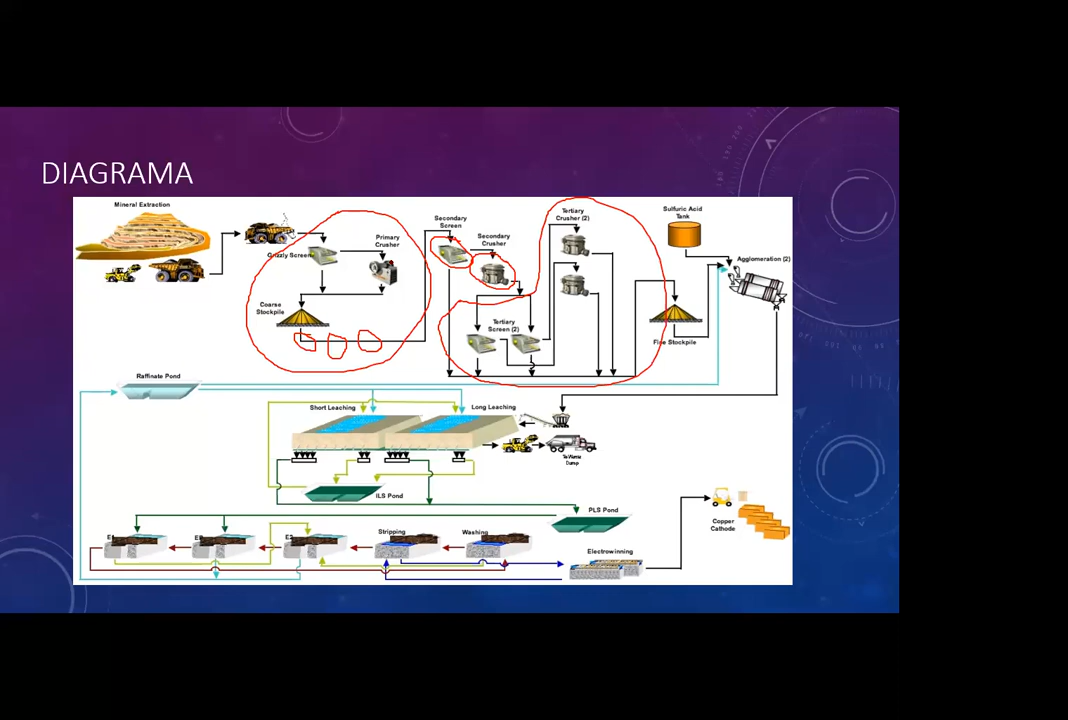 DIAGRAMA
Mineral Extraction
Grizzly Screen
Primary
Crusher
Coarse
Stockpile
Secondary
Screen
Secondary
Crusher
Tertiary
Crusher (2)
Tertiary
Screen (2)
Sulfuric Acid
Tank
Agglomeration (2)
Fine Stockpile
Raffinate Pond
Short Leaching
Long Leaching
To Waste
Dump
ILS Pond
PLS Pond
E1
E2
Stripping
Washing
Electrowinning
Copper
Cathode